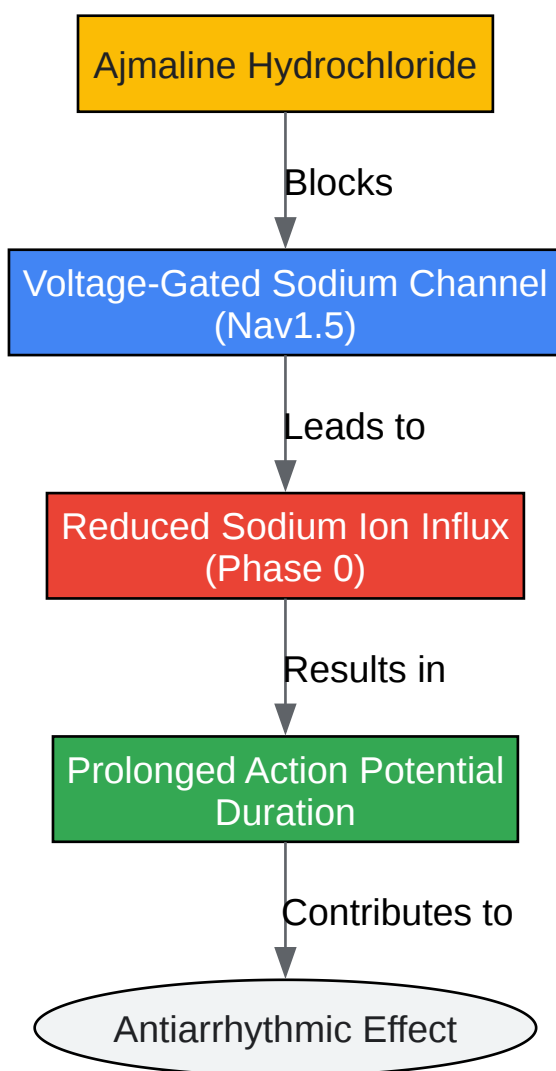 Ajmaline Hydrochloride
Blocks
Voltage-Gated Sodium Channel
(Nav1.5)
Leads to
Reduced Sodium Ion Influx
(Phase 0)
Results in
Prolonged Action Potential
Duration
Contributes to
Antiarrhythmic Effect